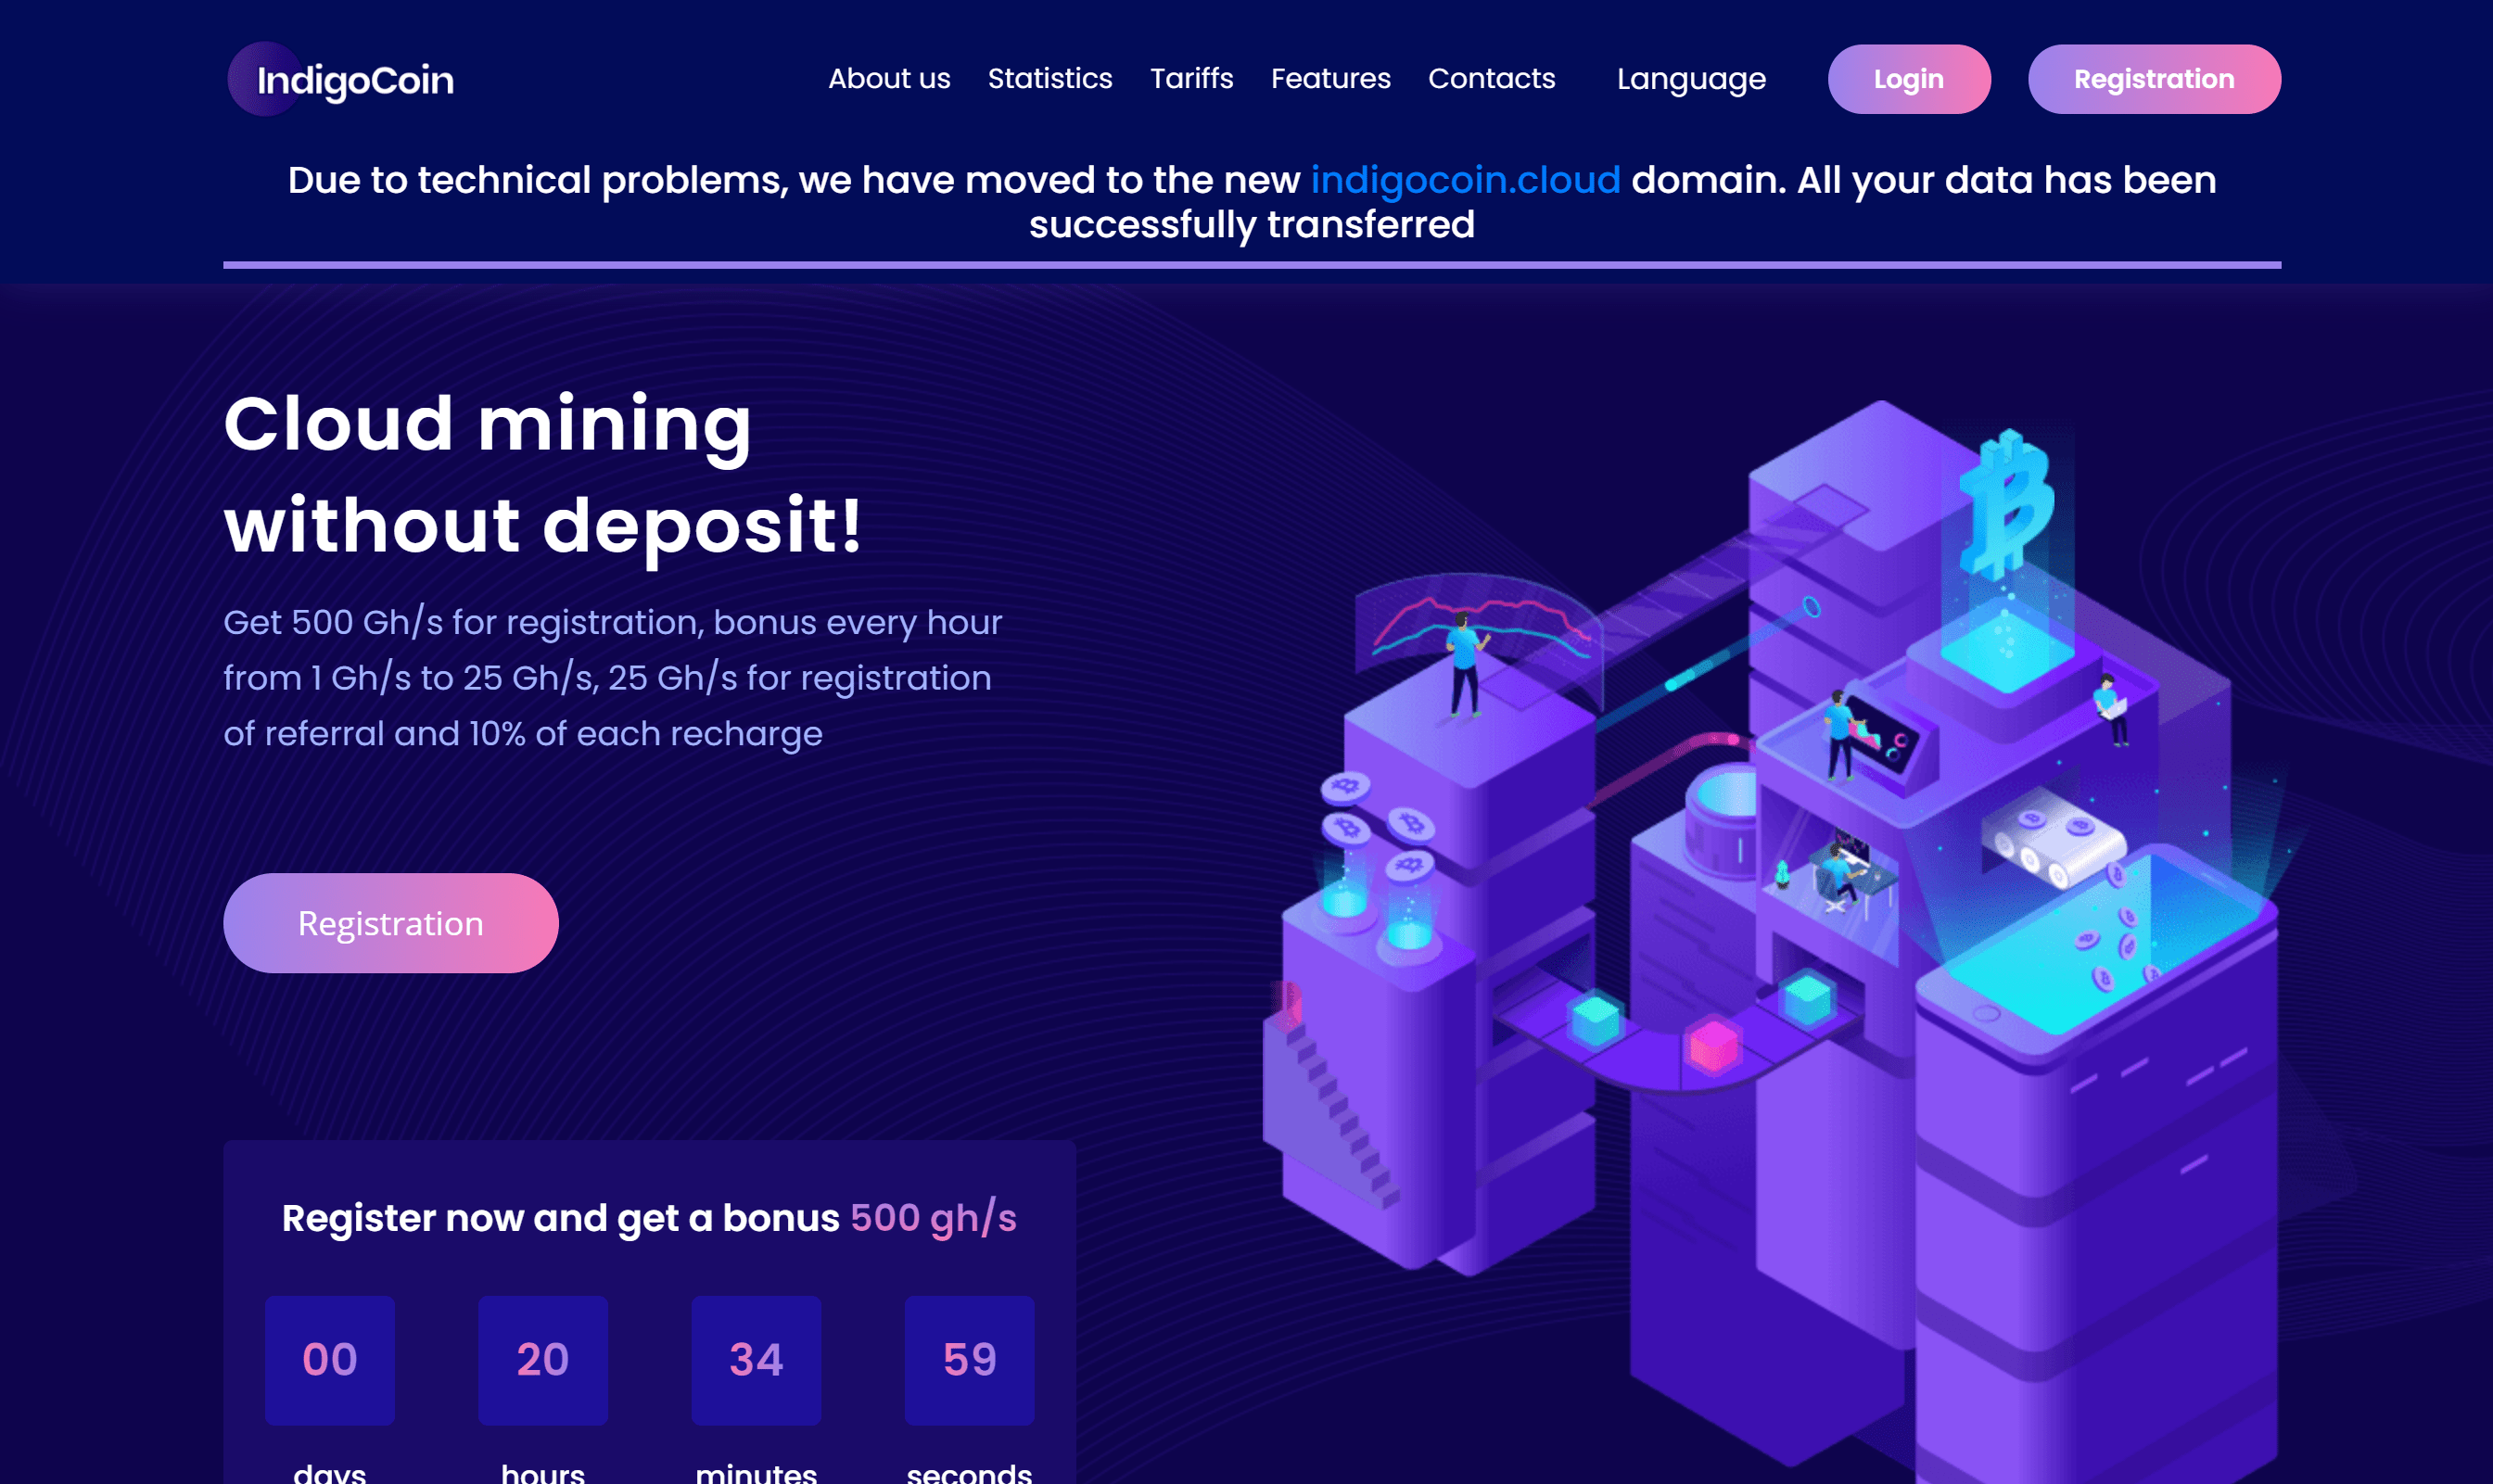 IndigoCoin
About us Statistics Tariffs Features Contacts Language Login Registration
Due to technical problems, we have moved to the new indigocoin.cloud domain. All your data has been
successfully transferred
Cloud mining
without deposit!
Get 500 Gh/s for registration, bonus every hour
from 1 Gh/s to 25 Gh/s, 25 Gh/s for registration
of referral and 10% of each recharge
Registration
Register now and get a bonus 500 gh/s
00 20 34 59
days hours minutes seconds